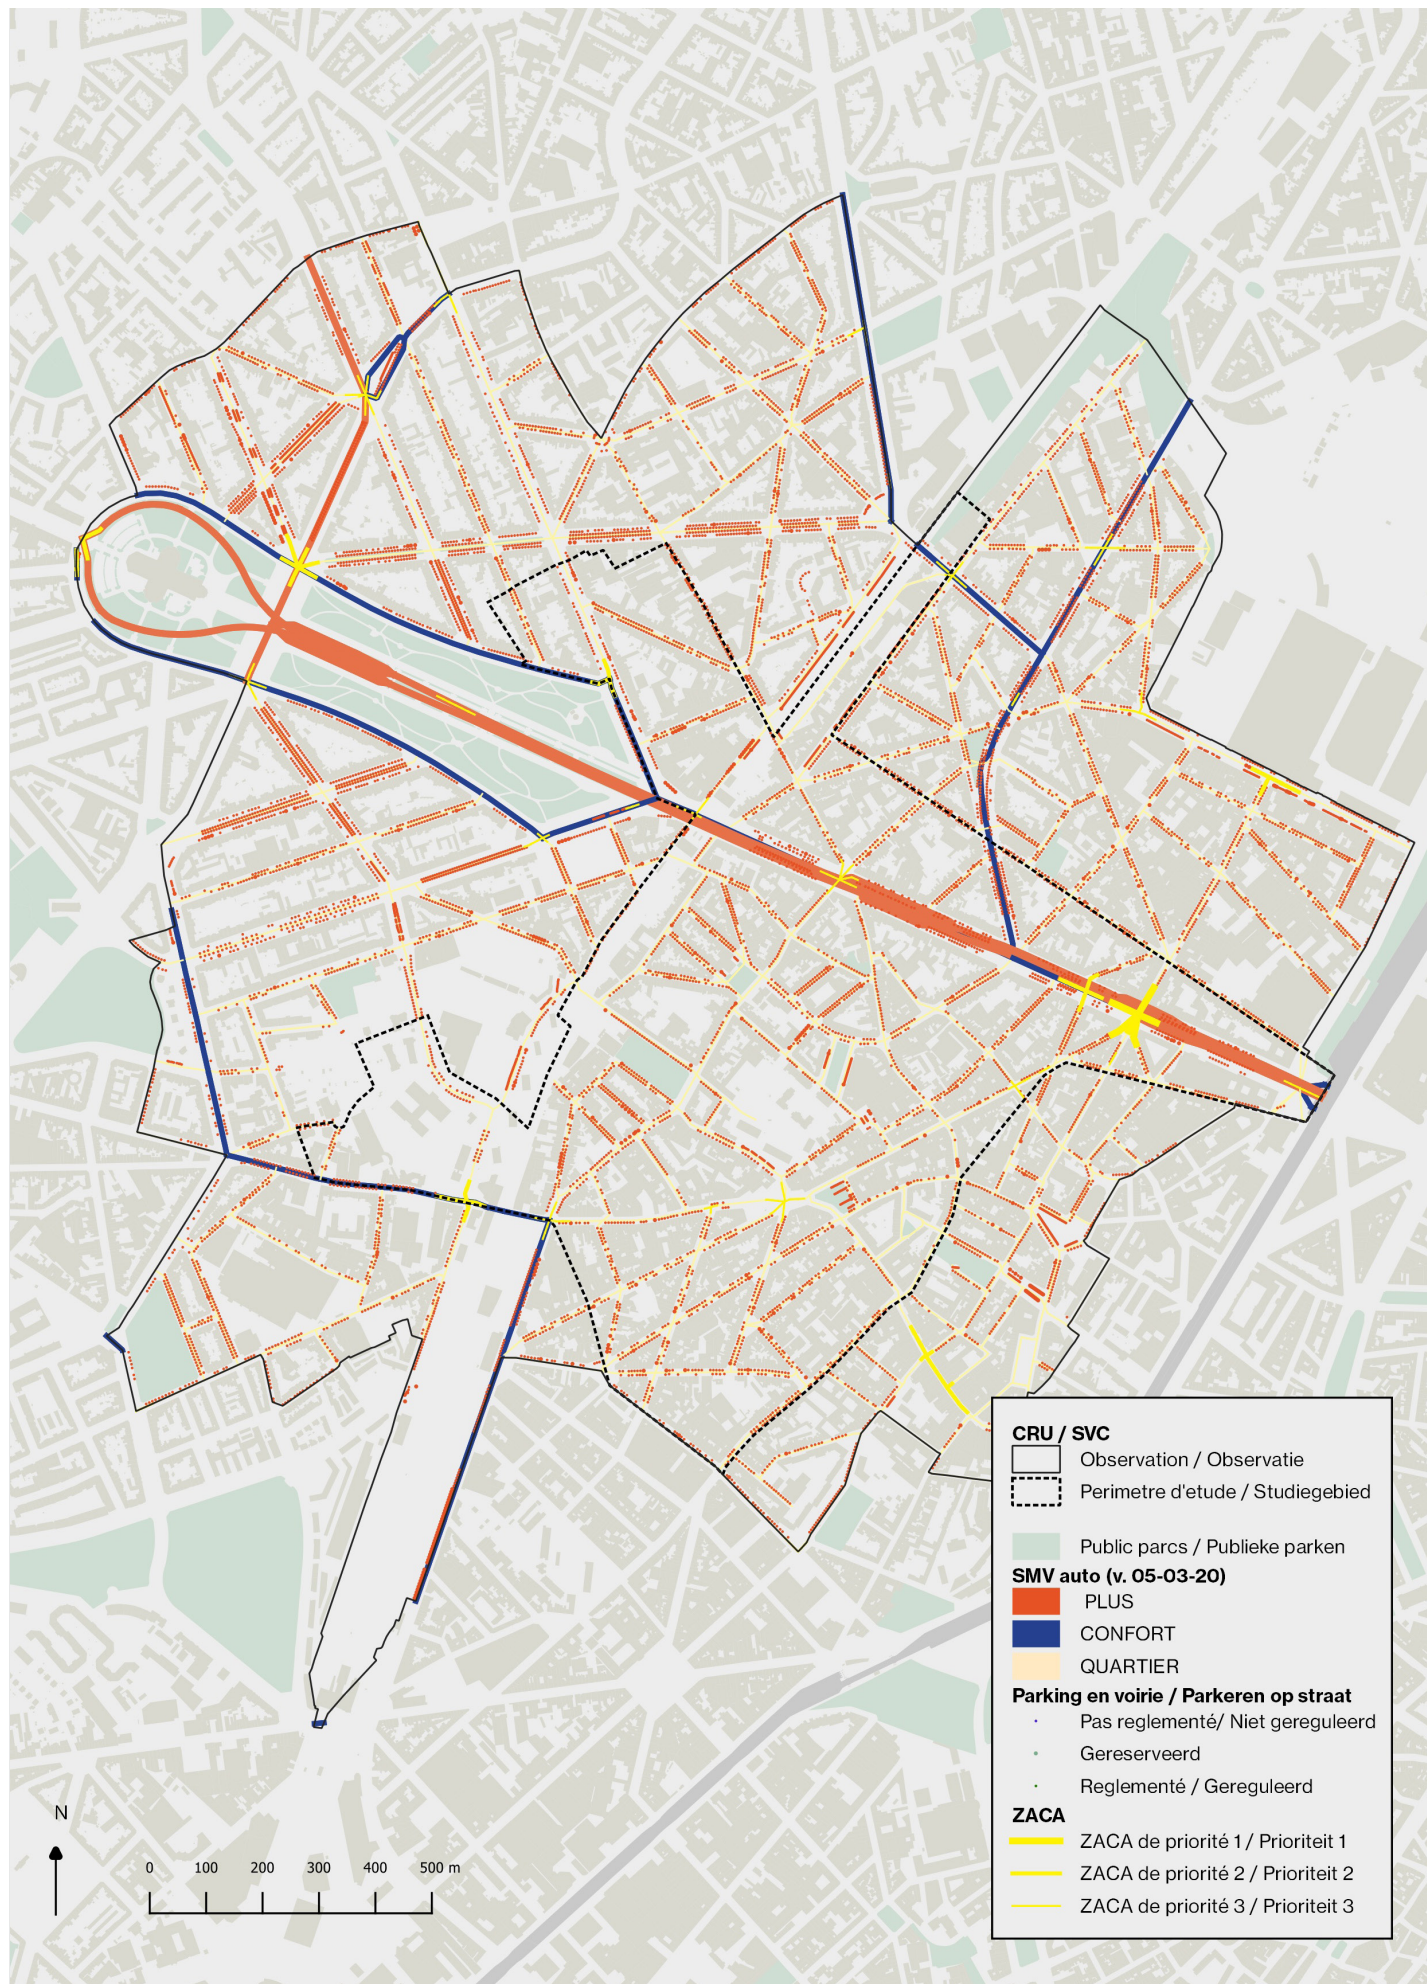 CRU / SVC
Observation / Observatie
Perimetre d'etude / Studiegebied
Public parcs / Publieke parken
SMV auto (v. 05-03-20)
PLUS
CONFORT
QUARTIER
Parking en voirie / Parkeren op straat
Pas reglementé/ Niet gereguleerd
Gereserveerd
Reglementé / Gereguleerd
ZACA
ZACA de priorité 1 / Prioriteit 1
ZACA de priorité 2 / Prioriteit 2
ZACA de priorité 3 / Prioriteit 3
N
0 100 200 300 400 500 m